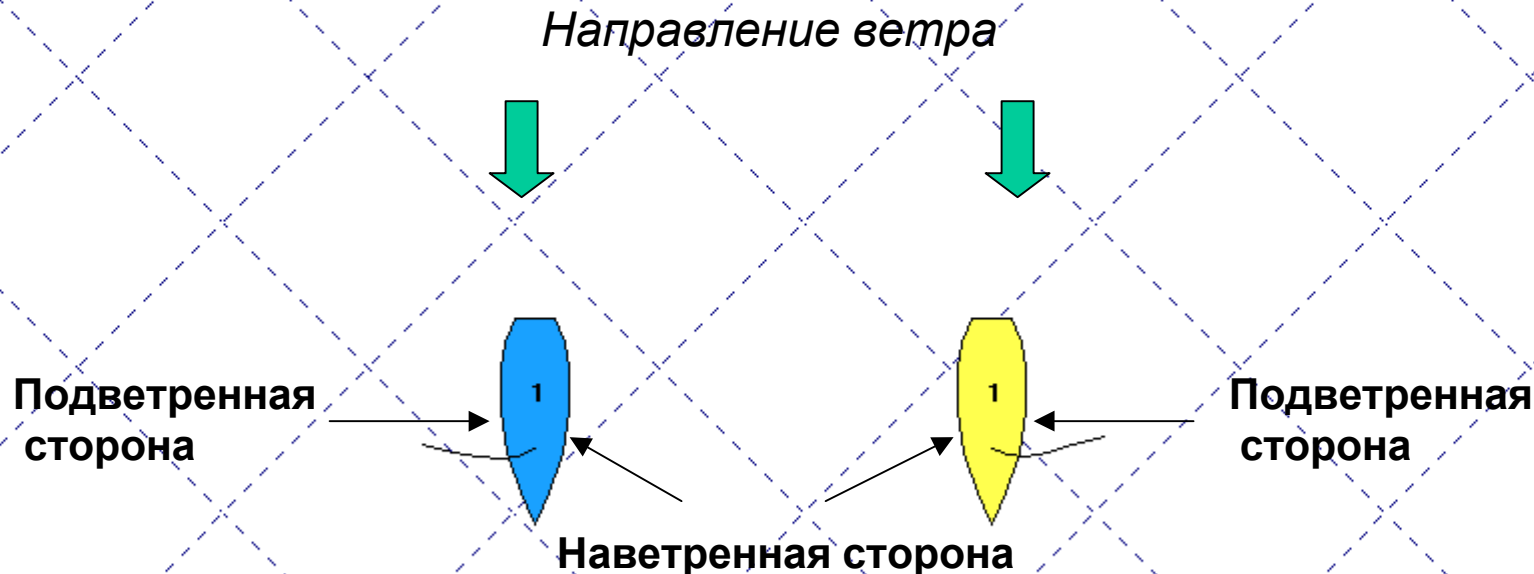 Направление ветра
Подветренная
сторона
1
1
Подветренная
сторона
Наветренная сторона